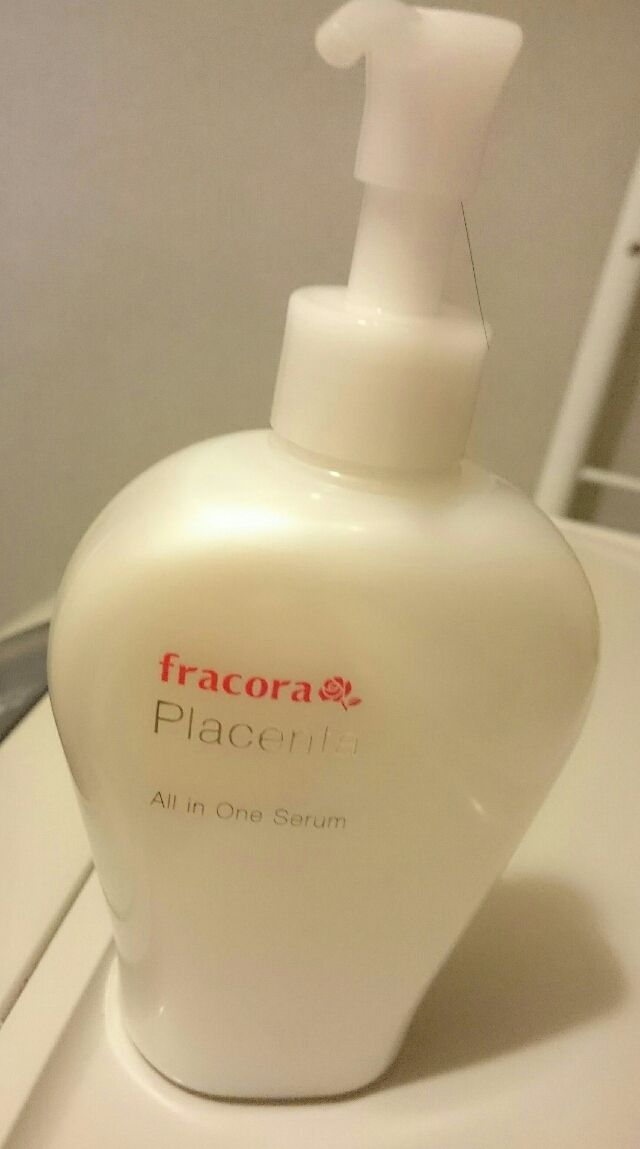 fracora
Placenta
All in One Serum